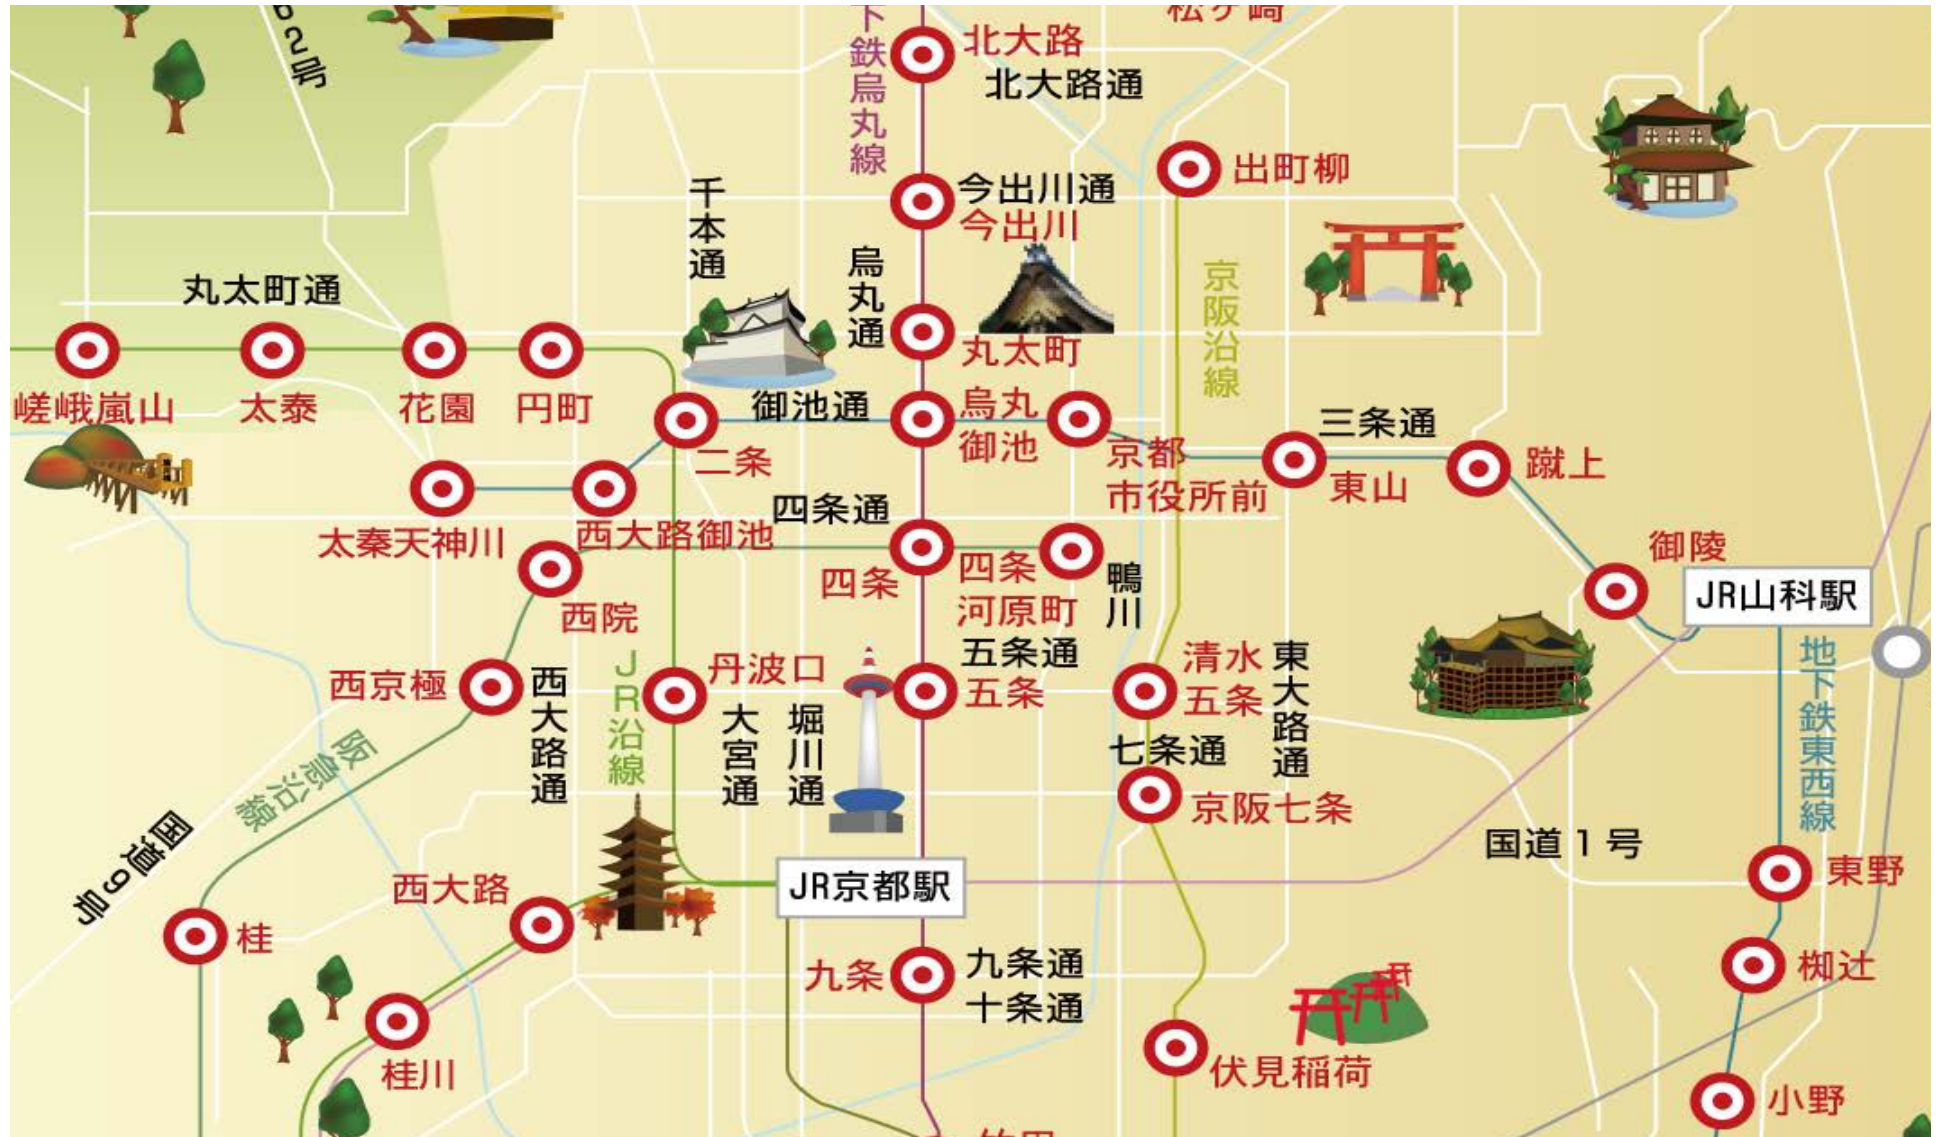 松ヶ崎
62号
下鉄烏丸線
北大路
北大路通
出町柳
今出川通
今出川
千本通
烏丸通
丸太町通
京阪沿線
丸太町
嵯峨嵐山
太泰
花園
円町
御池通
烏丸
御池
三条通
二条
京都
市役所前
東山
蹴上
太秦天神川
西大路御池
四条通
四条
四条
河原町
鴨川
御陵
JR山科駅
西院
五条通
五条
清水
五条
東大路通
地下鉄東西線
西京極
西大路通
JR沿線
丹波口
大宮通
堀川通
七条通
京阪七条
阪急沿線
国道9号
国道1号
西大路
JR京都駅
東野
桂
九条
九条通
十条通
椥辻
桂川
伏見稲荷
小野